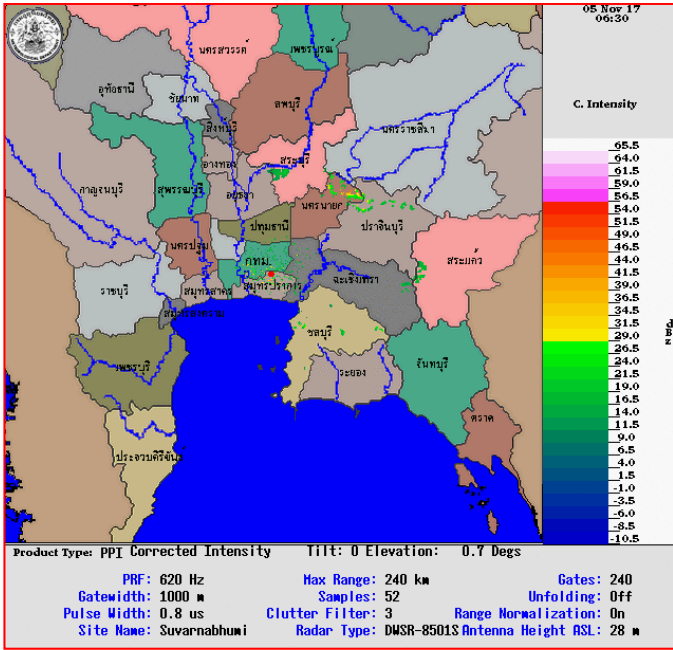 05 Nov 17
06:30
C. Intensity
65.5
64.0
61.5
59.0
56.5
54.0
51.5
49.0
46.5
44.0
41.5
39.0
36.5
34.0
31.5
29.0
26.5
24.0
21.5
19.0
16.5
14.0
11.5
9.0
6.5
4.0
1.5
-1.0
-3.5
-6.0
-8.5
-10.5
นครสวรรค์
เพชรบูรณ์
อุทัยธานี
ชัยนาท
ลพบุรี
นครราชสีมา
สิงห์บุรี
อ่างทอง
สระบุรี
กาญจนบุรี
สุพรรณบุรี
อยุธยา
นครนายก
ปราจีนบุรี
ปทุมธานี
นครปฐม
กทม.
สระแก้ว
ราชบุรี
สมุทรสาคร
สมุทรปราการ
ฉะเชิงเทรา
สมุทรสงคราม
ชลบุรี
เพชรบุรี
ระยอง
จันทบุรี
ตราด
ประจวบคีรีขันธ์
Product Type: PPI Corrected Intensity Tilt: 0 Elevation: 0.7 Degs
PRF: 620 Hz Max Range: 240 km Gates: 240
Gatewidth: 1000 m Samples: 52 Unfolding: Off
Pulse Width: 0.8 us Clutter Filter: 3 Range Normalization: On
Site Name: Suvarnabhumi Radar Type: DWSR-8501S Antenna Height ASL: 28 m